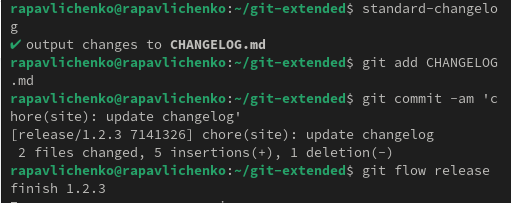 rapavlichenko@rapavlichenko:~/git-extended$ standard-changelo
g
✔ output changes to CHANGELOG.md
rapavlichenko@rapavlichenko:~/git-extended$ git add CHANGELOG
.md
rapavlichenko@rapavlichenko:~/git-extended$ git commit -am 'c
hore(site): update changelog'
[release/1.2.3 7141326] chore(site): update changelog
 2 files changed, 5 insertions(+), 1 deletion(-)
rapavlichenko@rapavlichenko:~/git-extended$ git flow release
finish 1.2.3